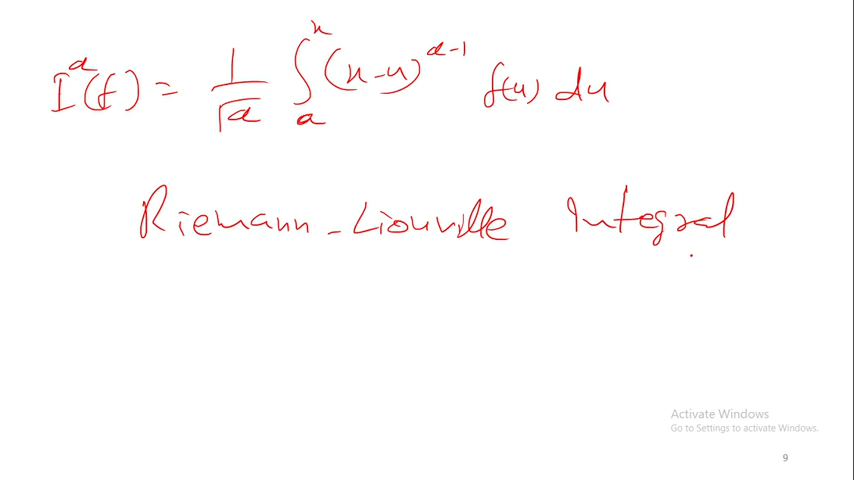 I^α(f) = 1/Γα ∫_a^x (x-u)^{α-1} f(u) du
Riemann-Liouville Integral
Activate Windows
Go to Settings to activate Windows.
9